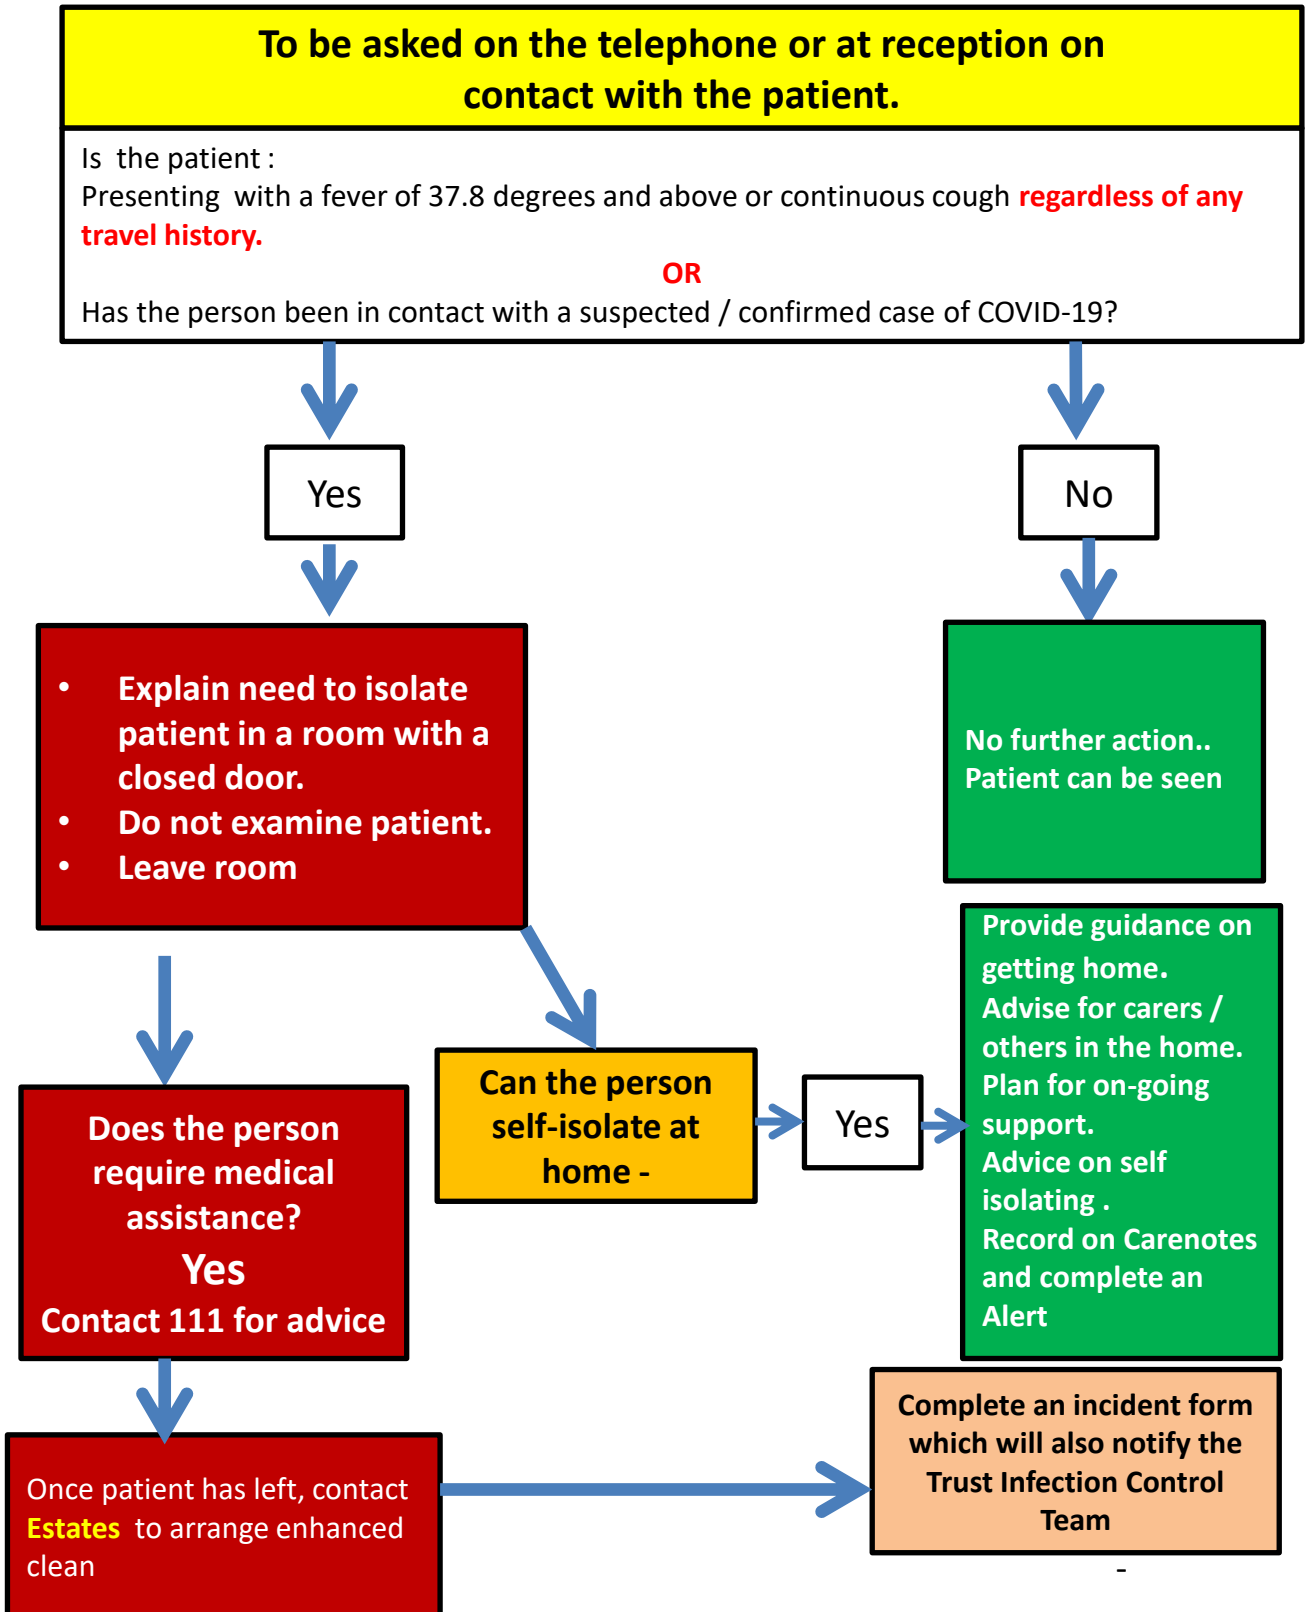 To be asked on the telephone or at reception on
contact with the patient.
Is  the patient :
Presenting  with a fever of 37.8 degrees and above or continuous cough regardless of any
travel history.
OR
Has the person been in contact with a suspected / confirmed case of COVID-19?
Yes
No
• Explain need to isolate
patient in a room with a
closed door.
• Do not examine patient.
• Leave room
No further action..
Patient can be seen
Can the person
self-isolate at
home -
Yes
Provide guidance on
getting home.
Advise for carers /
others in the home.
Plan for on-going
support.
Advice on self
isolating .
Record on Carenotes
and complete an
Alert
Does the person
require medical
assistance?
Yes
Contact 111 for advice
Once patient has left, contact
Estates  to arrange enhanced
clean
Complete an incident form
which will also notify the
Trust Infection Control
Team
-